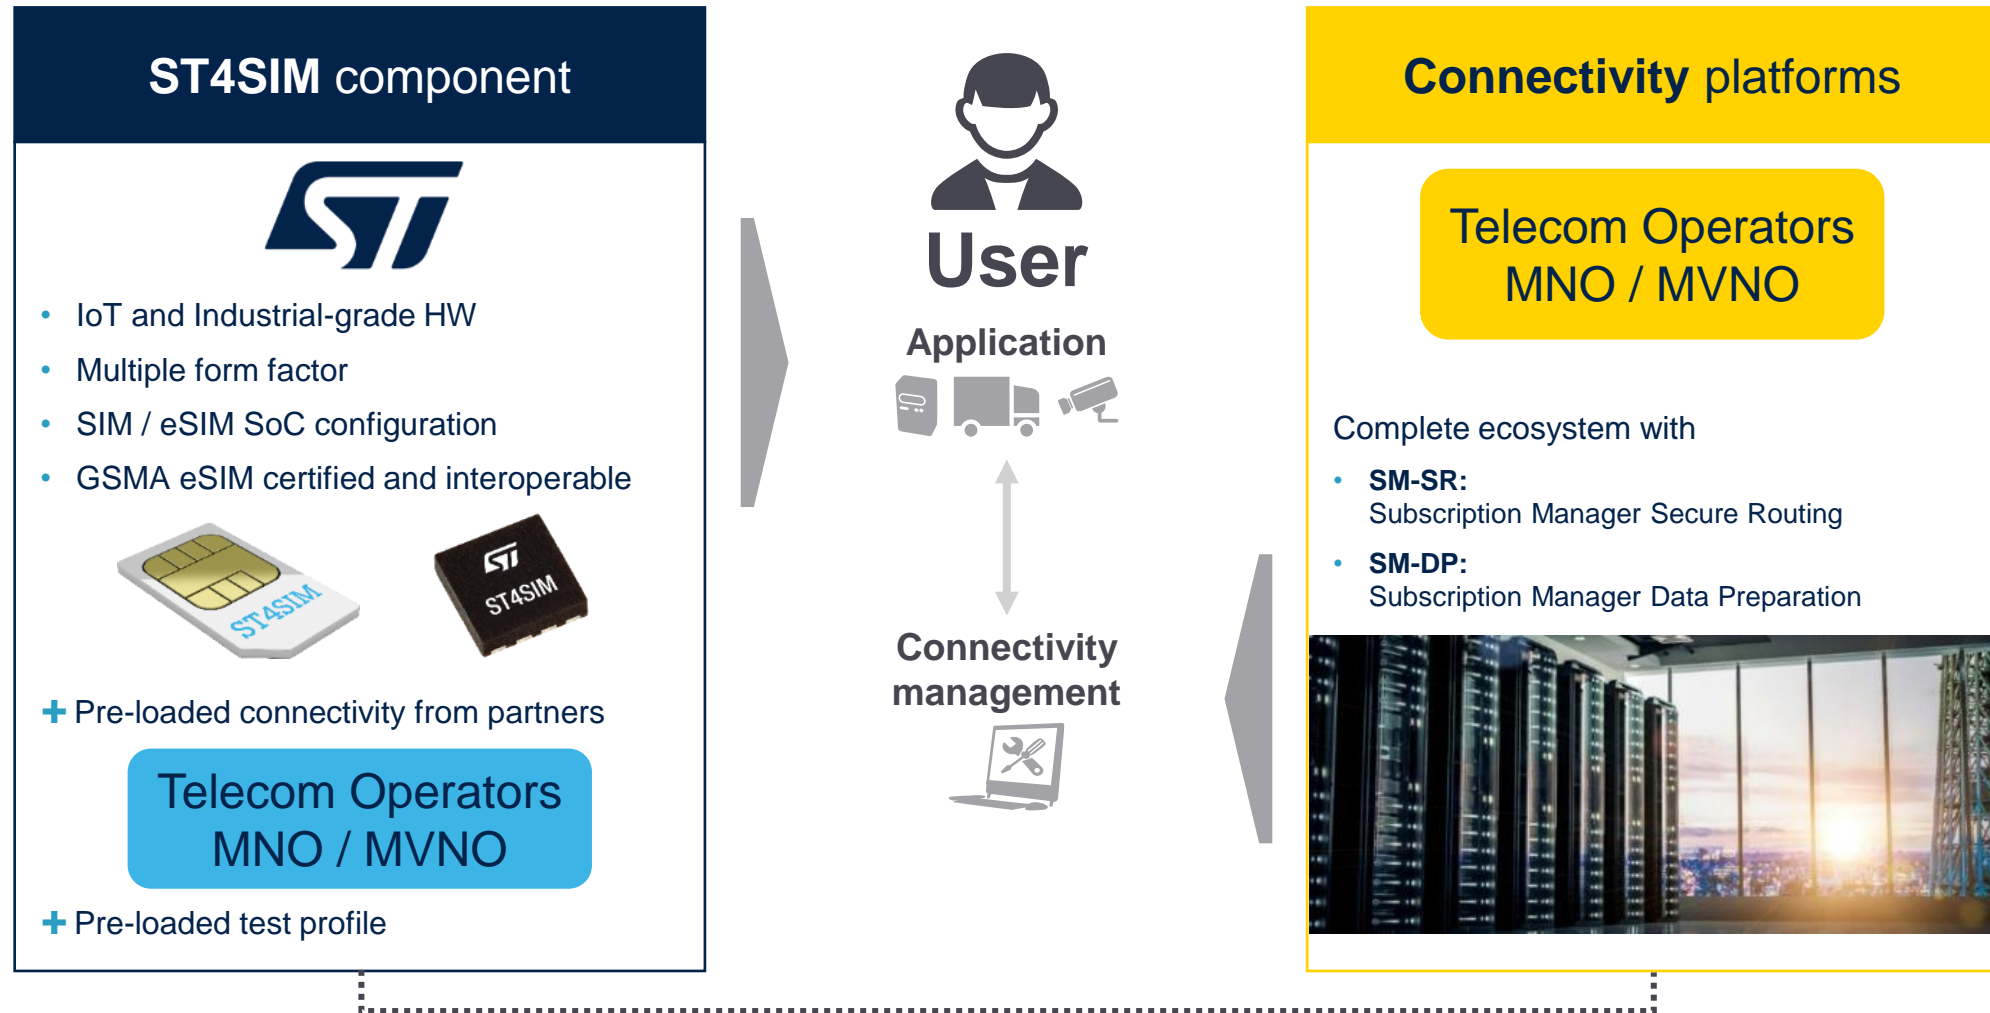 ST4SIM component
ST
• IoT and Industrial-grade HW
• Multiple form factor
• SIM / eSIM SoC configuration
• GSMA eSIM certified and interoperable
ST4SIM
ST
ST4SIM
+ Pre-loaded connectivity from partners
Telecom Operators
MNO / MVNO
+ Pre-loaded test profile
User
Application
Connectivity
management
Connectivity platforms
Telecom Operators
MNO / MVNO
Complete ecosystem with
• SM-SR:
Subscription Manager Secure Routing
• SM-DP:
Subscription Manager Data Preparation